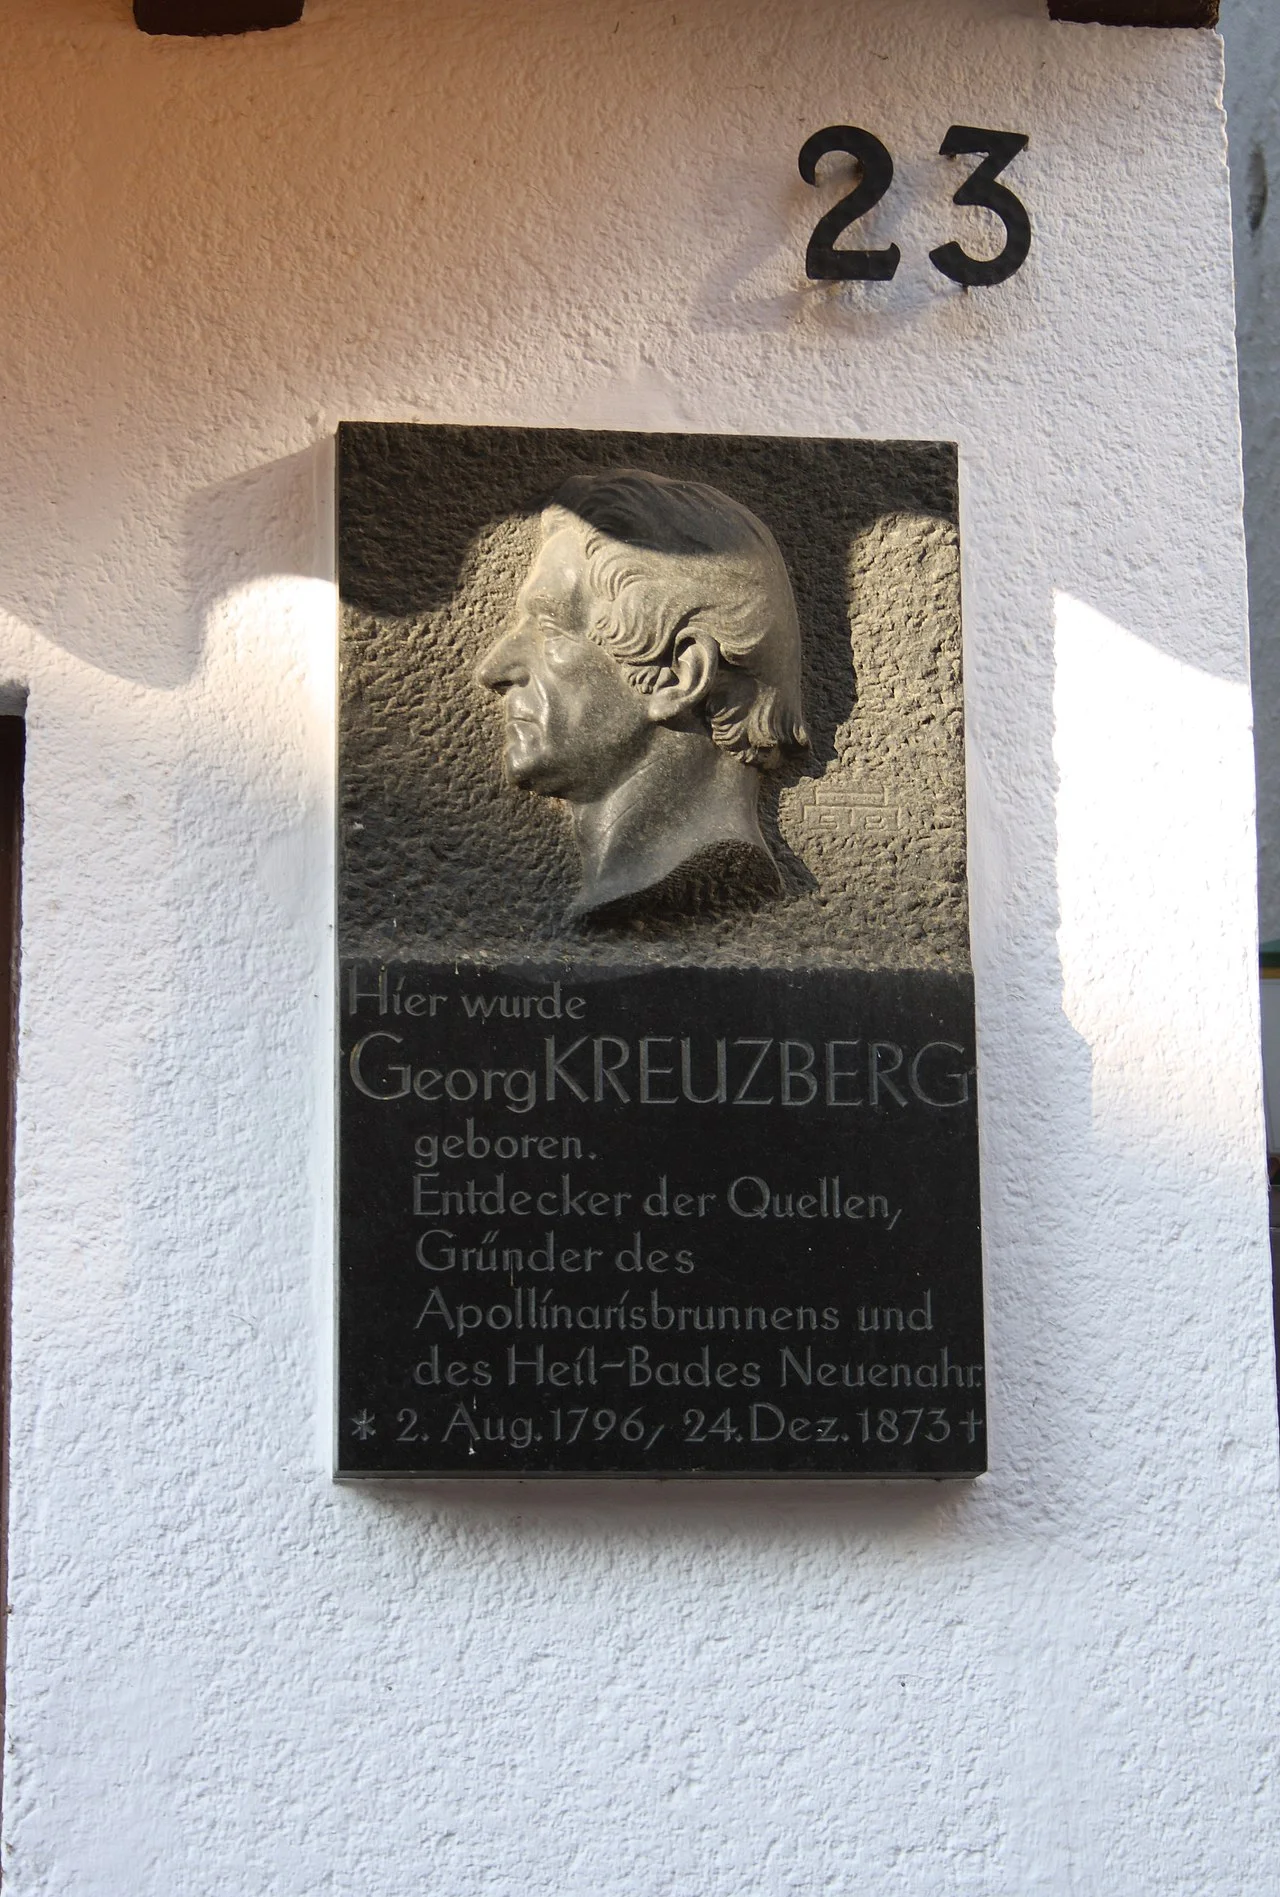 23
Hier wurde
Georg KREUZBERG
geboren.
Entdecker der Quellen,
Gründer des
Apollinarisbrunnens und
des Heil-Bades Neuenahr.
* 2. Aug. 1796, 24. Dez. 1873 †